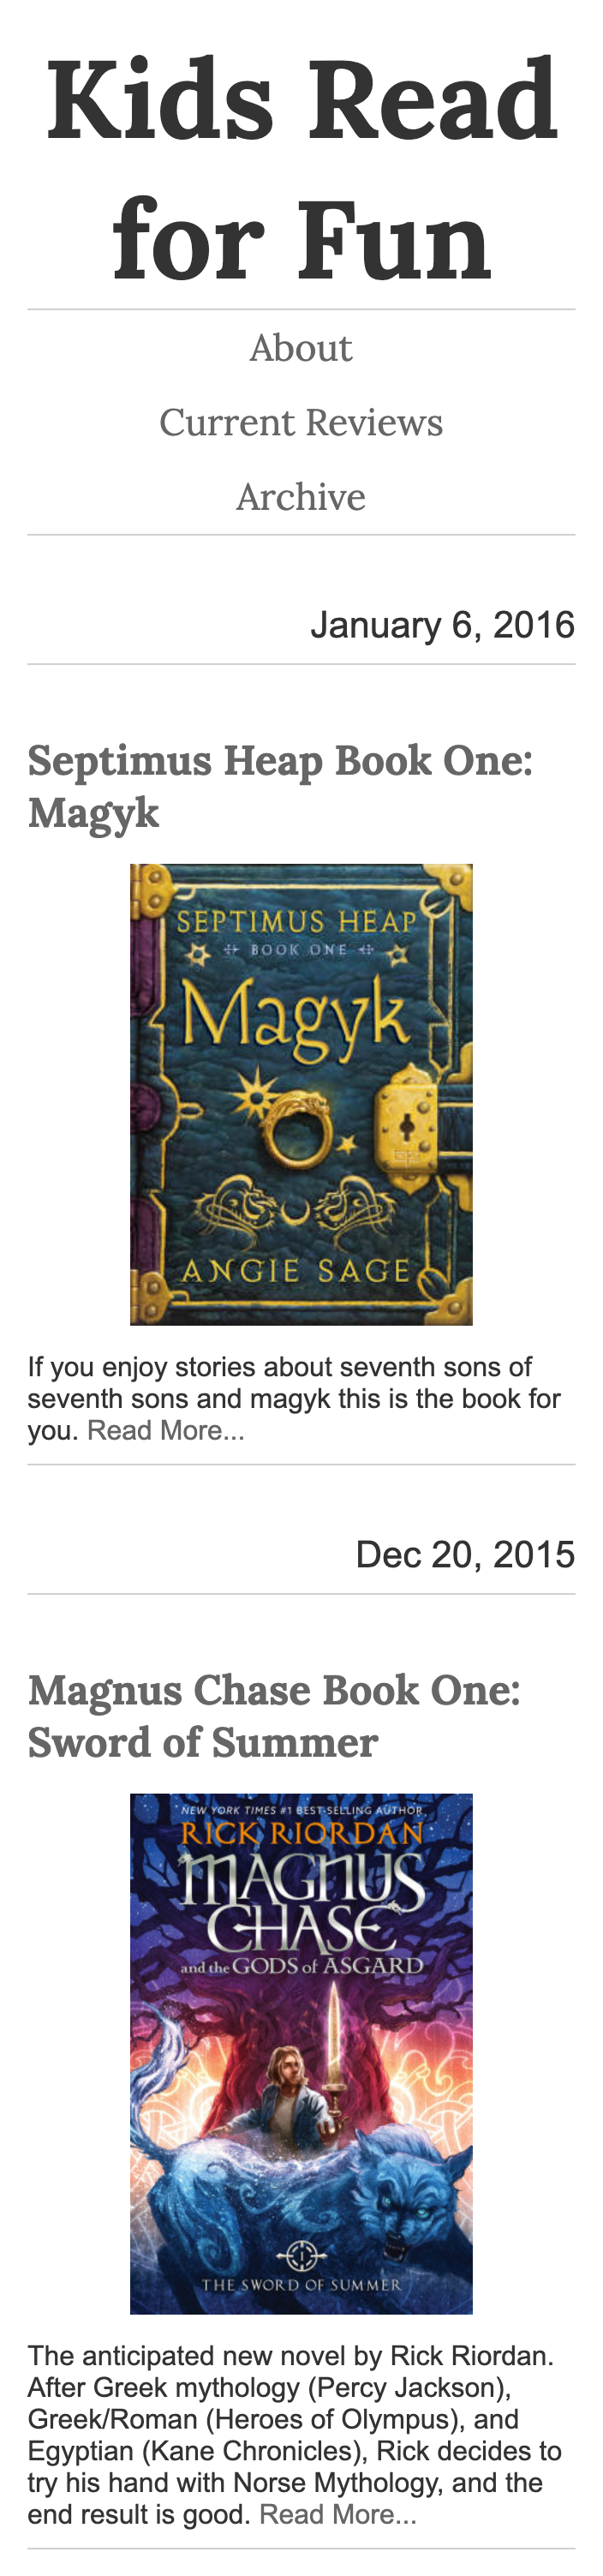 Kids Read
for Fun
About
Current Reviews
Archive
January 6, 2016
Septimus Heap Book One:
Magyk
SEPTIMUS HEAP
BOOK ONE
Magyk
ANGIE SAGE
If you enjoy stories about seventh sons of
seventh sons and magyk this is the book for
you. Read More...
Dec 20, 2015
Magnus Chase Book One:
Sword of Summer
NEW YORK TIMES #1 BEST-SELLING AUTHOR
RICK RIORDAN
MAGNUS
CHASE
and the GODS of ASGARD
1
THE SWORD OF SUMMER
The anticipated new novel by Rick Riordan.
After Greek mythology (Percy Jackson),
Greek/Roman (Heroes of Olympus), and
Egyptian (Kane Chronicles), Rick decides to
try his hand with Norse Mythology, and the
end result is good. Read More...